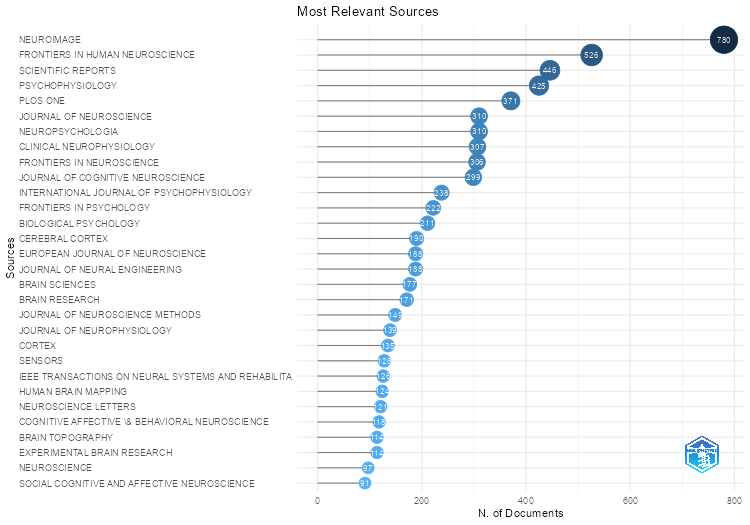 Most Relevant Sources
NEUROIMAGE 780
FRONTIERS IN HUMAN NEUROSCIENCE 526
SCIENTIFIC REPORTS 446
PSYCHOPHYSIOLOGY 425
PLOS ONE 371
JOURNAL OF NEUROSCIENCE 310
NEUROPSYCHOLOGIA 310
CLINICAL NEUROPHYSIOLOGY 307
FRONTIERS IN NEUROSCIENCE 306
JOURNAL OF COGNITIVE NEUROSCIENCE 299
INTERNATIONAL JOURNAL OF PSYCHOPHYSIOLOGY 238
FRONTIERS IN PSYCHOLOGY 222
BIOLOGICAL PSYCHOLOGY 211
CEREBRAL CORTEX 190
EUROPEAN JOURNAL OF NEUROSCIENCE 188
JOURNAL OF NEURAL ENGINEERING 188
BRAIN SCIENCES 177
BRAIN RESEARCH 171
JOURNAL OF NEUROSCIENCE METHODS 149
JOURNAL OF NEUROPHYSIOLOGY 139
CORTEX 135
SENSORS 128
IEEE TRANSACTIONS ON NEURAL SYSTEMS AND REHABILITA 126
HUMAN BRAIN MAPPING 124
NEUROSCIENCE LETTERS 121
COGNITIVE AFFECTIVE \& BEHAVIORAL NEUROSCIENCE 118
BRAIN TOPOGRAPHY 114
EXPERIMENTAL BRAIN RESEARCH 114
NEUROSCIENCE 97
SOCIAL COGNITIVE AND AFFECTIVE NEUROSCIENCE 91
Sources
0 200 400 600 800
N. of Documents